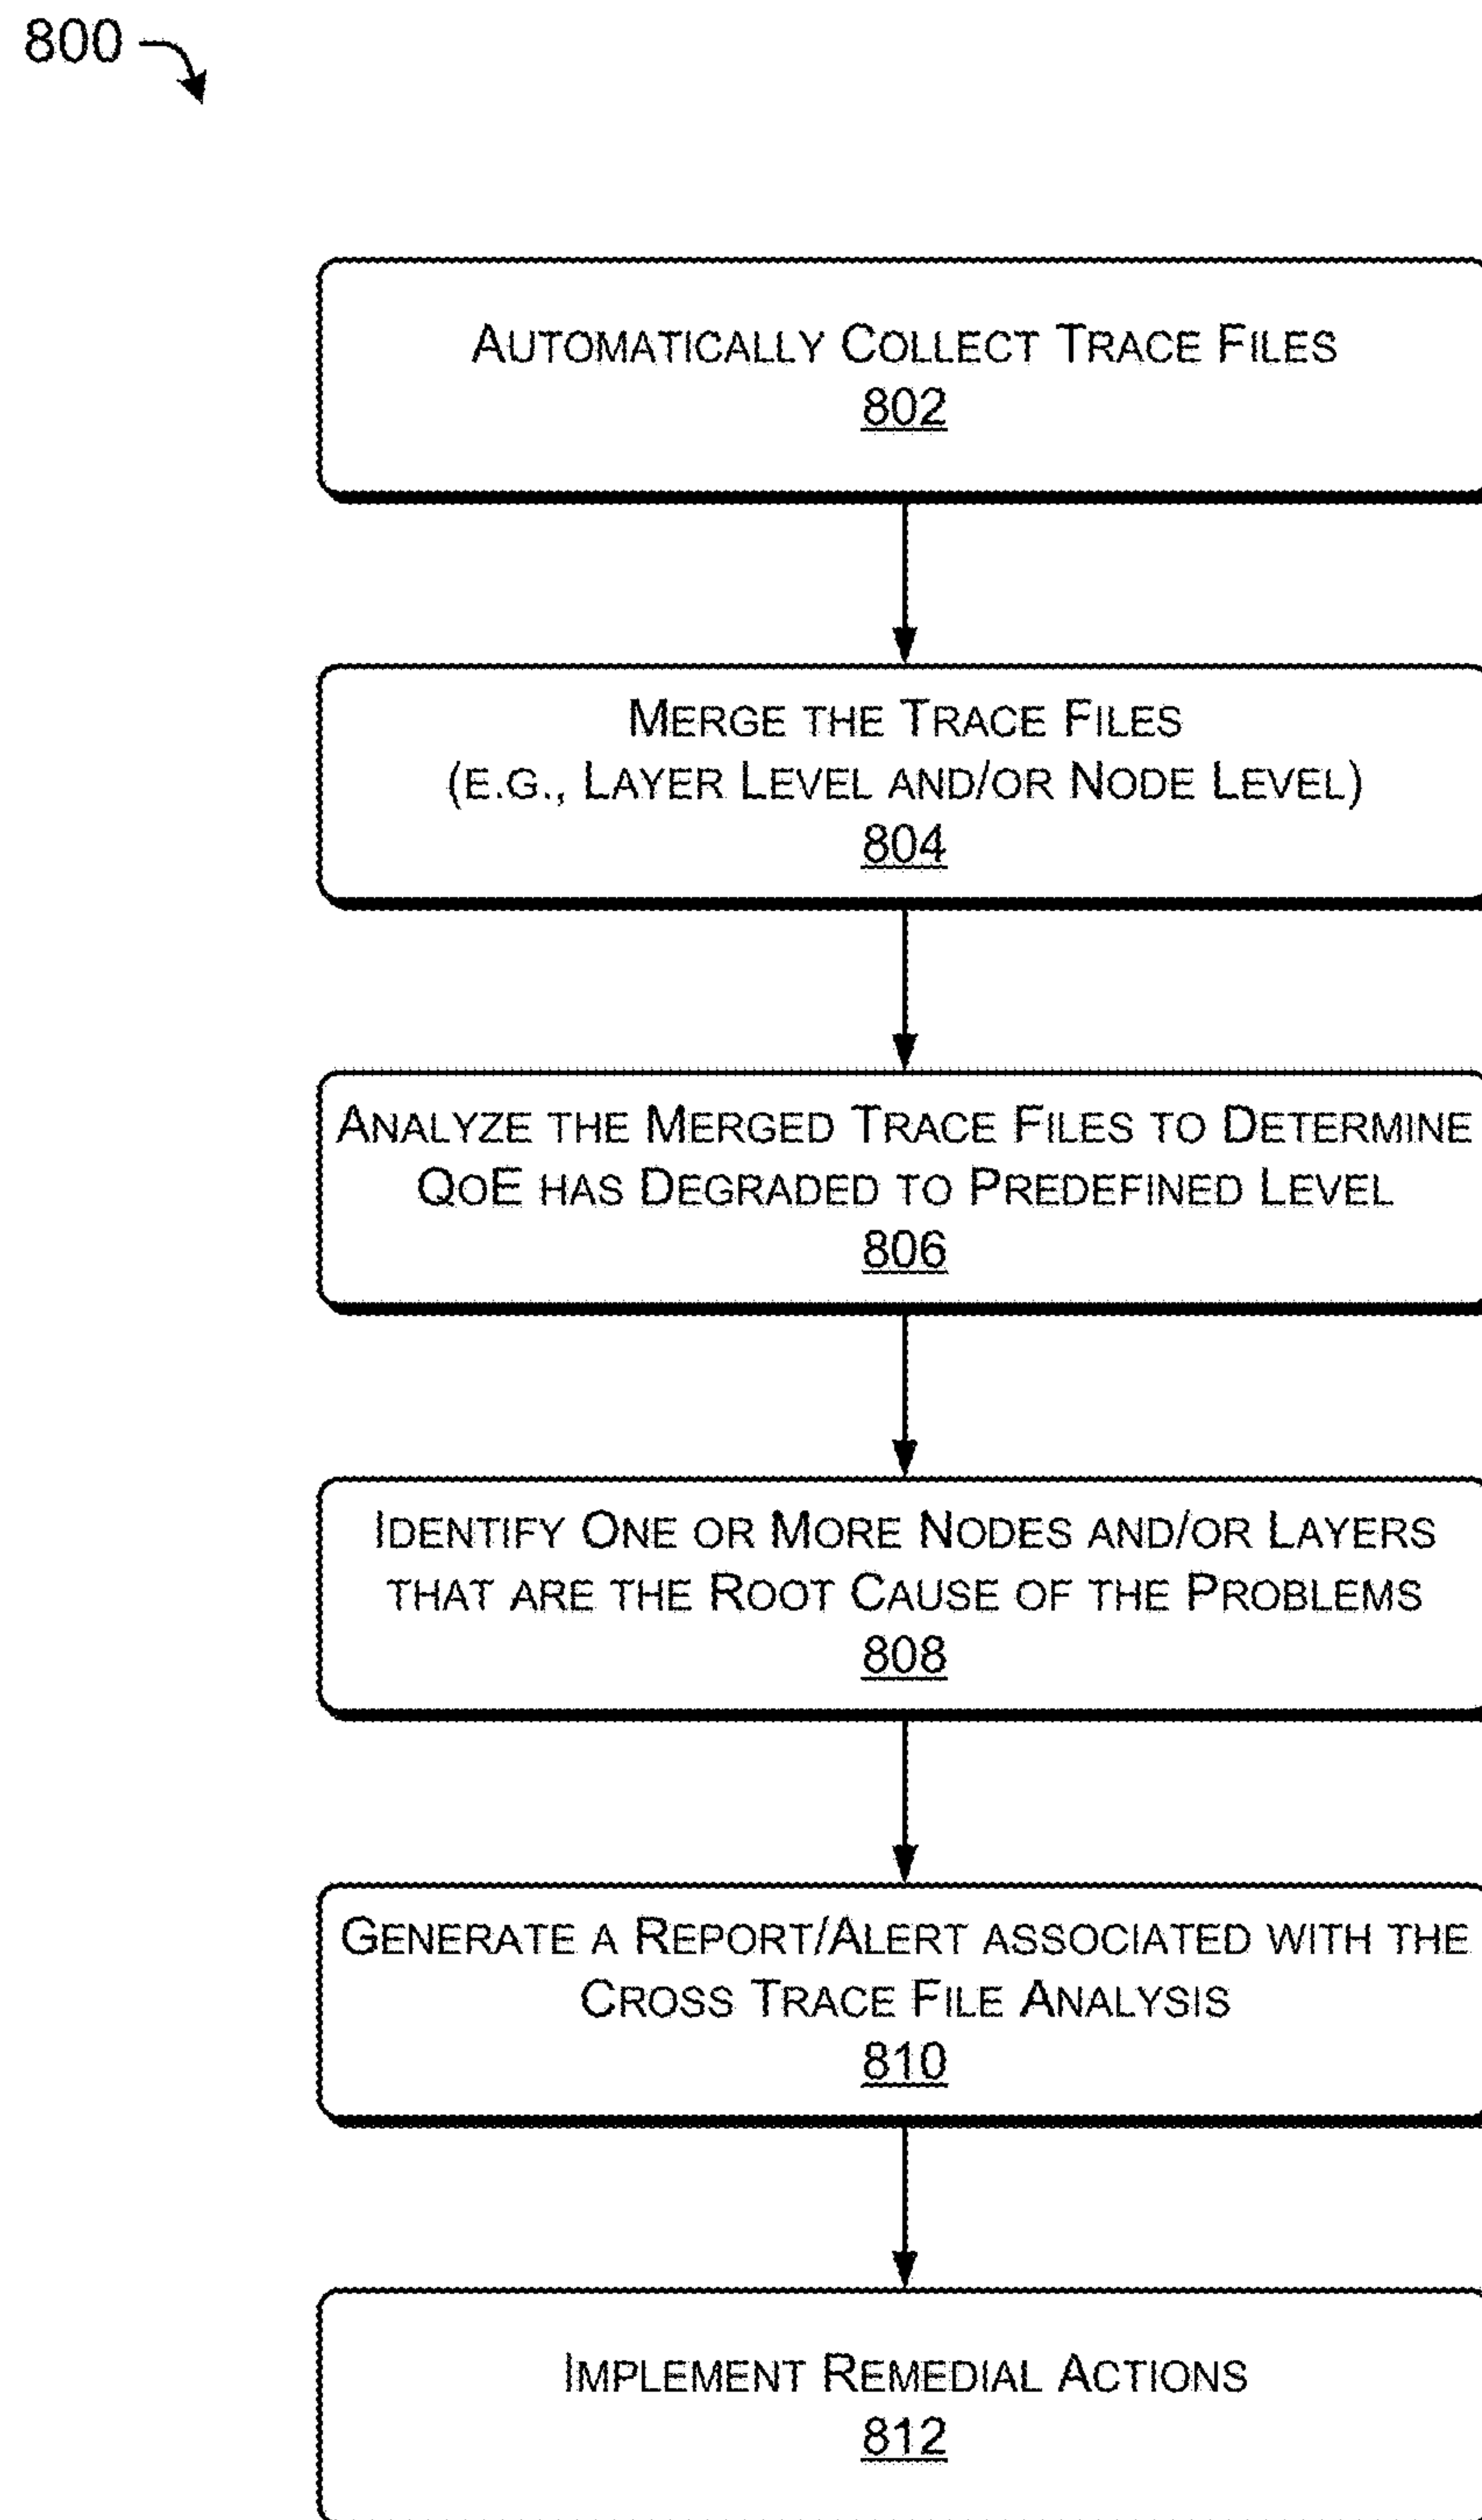 800
AUTOMATICALLY COLLECT TRACE FILES
802
MERGE THE TRACE FILES
(E.G., LAYER LEVEL AND/OR NODE LEVEL)
804
ANALYZE THE MERGED TRACE FILES TO DETERMINE
QOE HAS DEGRADED TO PREDEFINED LEVEL
806
IDENTIFY ONE OR MORE NODES AND/OR LAYERS
THAT ARE THE ROOT CAUSE OF THE PROBLEMS
808
GENERATE A REPORT/ALERT ASSOCIATED WITH THE
CROSS TRACE FILE ANALYSIS
810
IMPLEMENT REMEDIAL ACTIONS
812